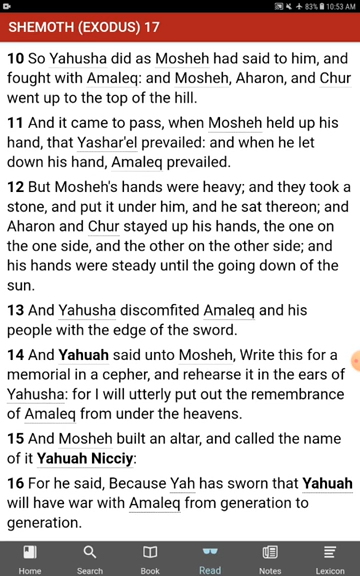 83% 10:53 AM
SHEMOTH (EXODUS) 17
10 So Yahusha did as Mosheh had said to him, and
fought with Amaleq: and Mosheh, Aharon, and Chur
went up to the top of the hill.
11 And it came to pass, when Mosheh held up his
hand, that Yashar'el prevailed: and when he let
down his hand, Amaleq prevailed.
12 But Mosheh's hands were heavy; and they took a
stone, and put it under him, and he sat thereon; and
Aharon and Chur stayed up his hands, the one on
the one side, and the other on the other side; and
his hands were steady until the going down of the
sun.
13 And Yahusha discomfited Amaleq and his
people with the edge of the sword.
14 And Yahuah said unto Mosheh, Write this for a
memorial in a cepher, and rehearse it in the ears of
Yahusha: for I will utterly put out the remembrance
of Amaleq from under the heavens.
15 And Mosheh built an altar, and called the name
of it Yahuah Nicciy:
16 For he said, Because Yah has sworn that Yahuah
will have war with Amaleq from generation to
generation.
Home Search Book Read Notes Lexicon